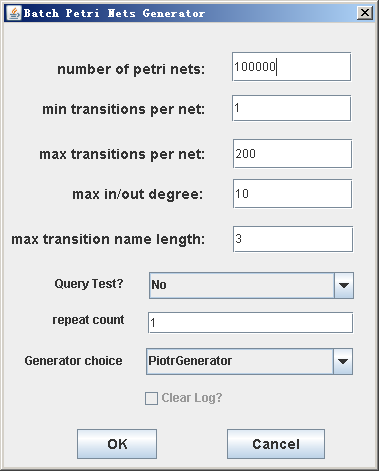 Batch Petri Nets Generator
number of petri nets: 100000
min transitions per net: 1
max transitions per net: 200
max in/out degree: 10
max transition name length: 3
Query Test? No
repeat count 1
Generator choice PiotrGenerator
Clear Log?
OK Cancel